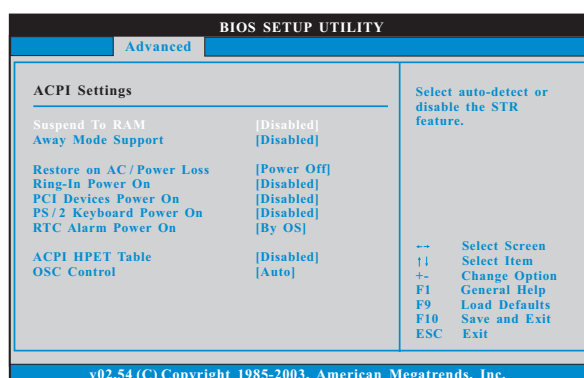 BIOS SETUP UTILITY
Advanced
ACPI Settings
Suspend To RAM [Disabled]
Away Mode Support [Disabled]
Restore on AC / Power Loss [Power Off]
Ring-In Power On [Disabled]
PCI Devices Power On [Disabled]
PS / 2 Keyboard Power On [Disabled]
RTC Alarm Power On [By OS]
ACPI HPET Table [Disabled]
OSC Control [Auto]
Select auto-detect or
disable the STR
feature.
←→ Select Screen
↑↓ Select Item
+- Change Option
F1 General Help
F9 Load Defaults
F10 Save and Exit
ESC Exit
v02.54 (C) Copyright 1985-2003, American Megatrends, Inc.